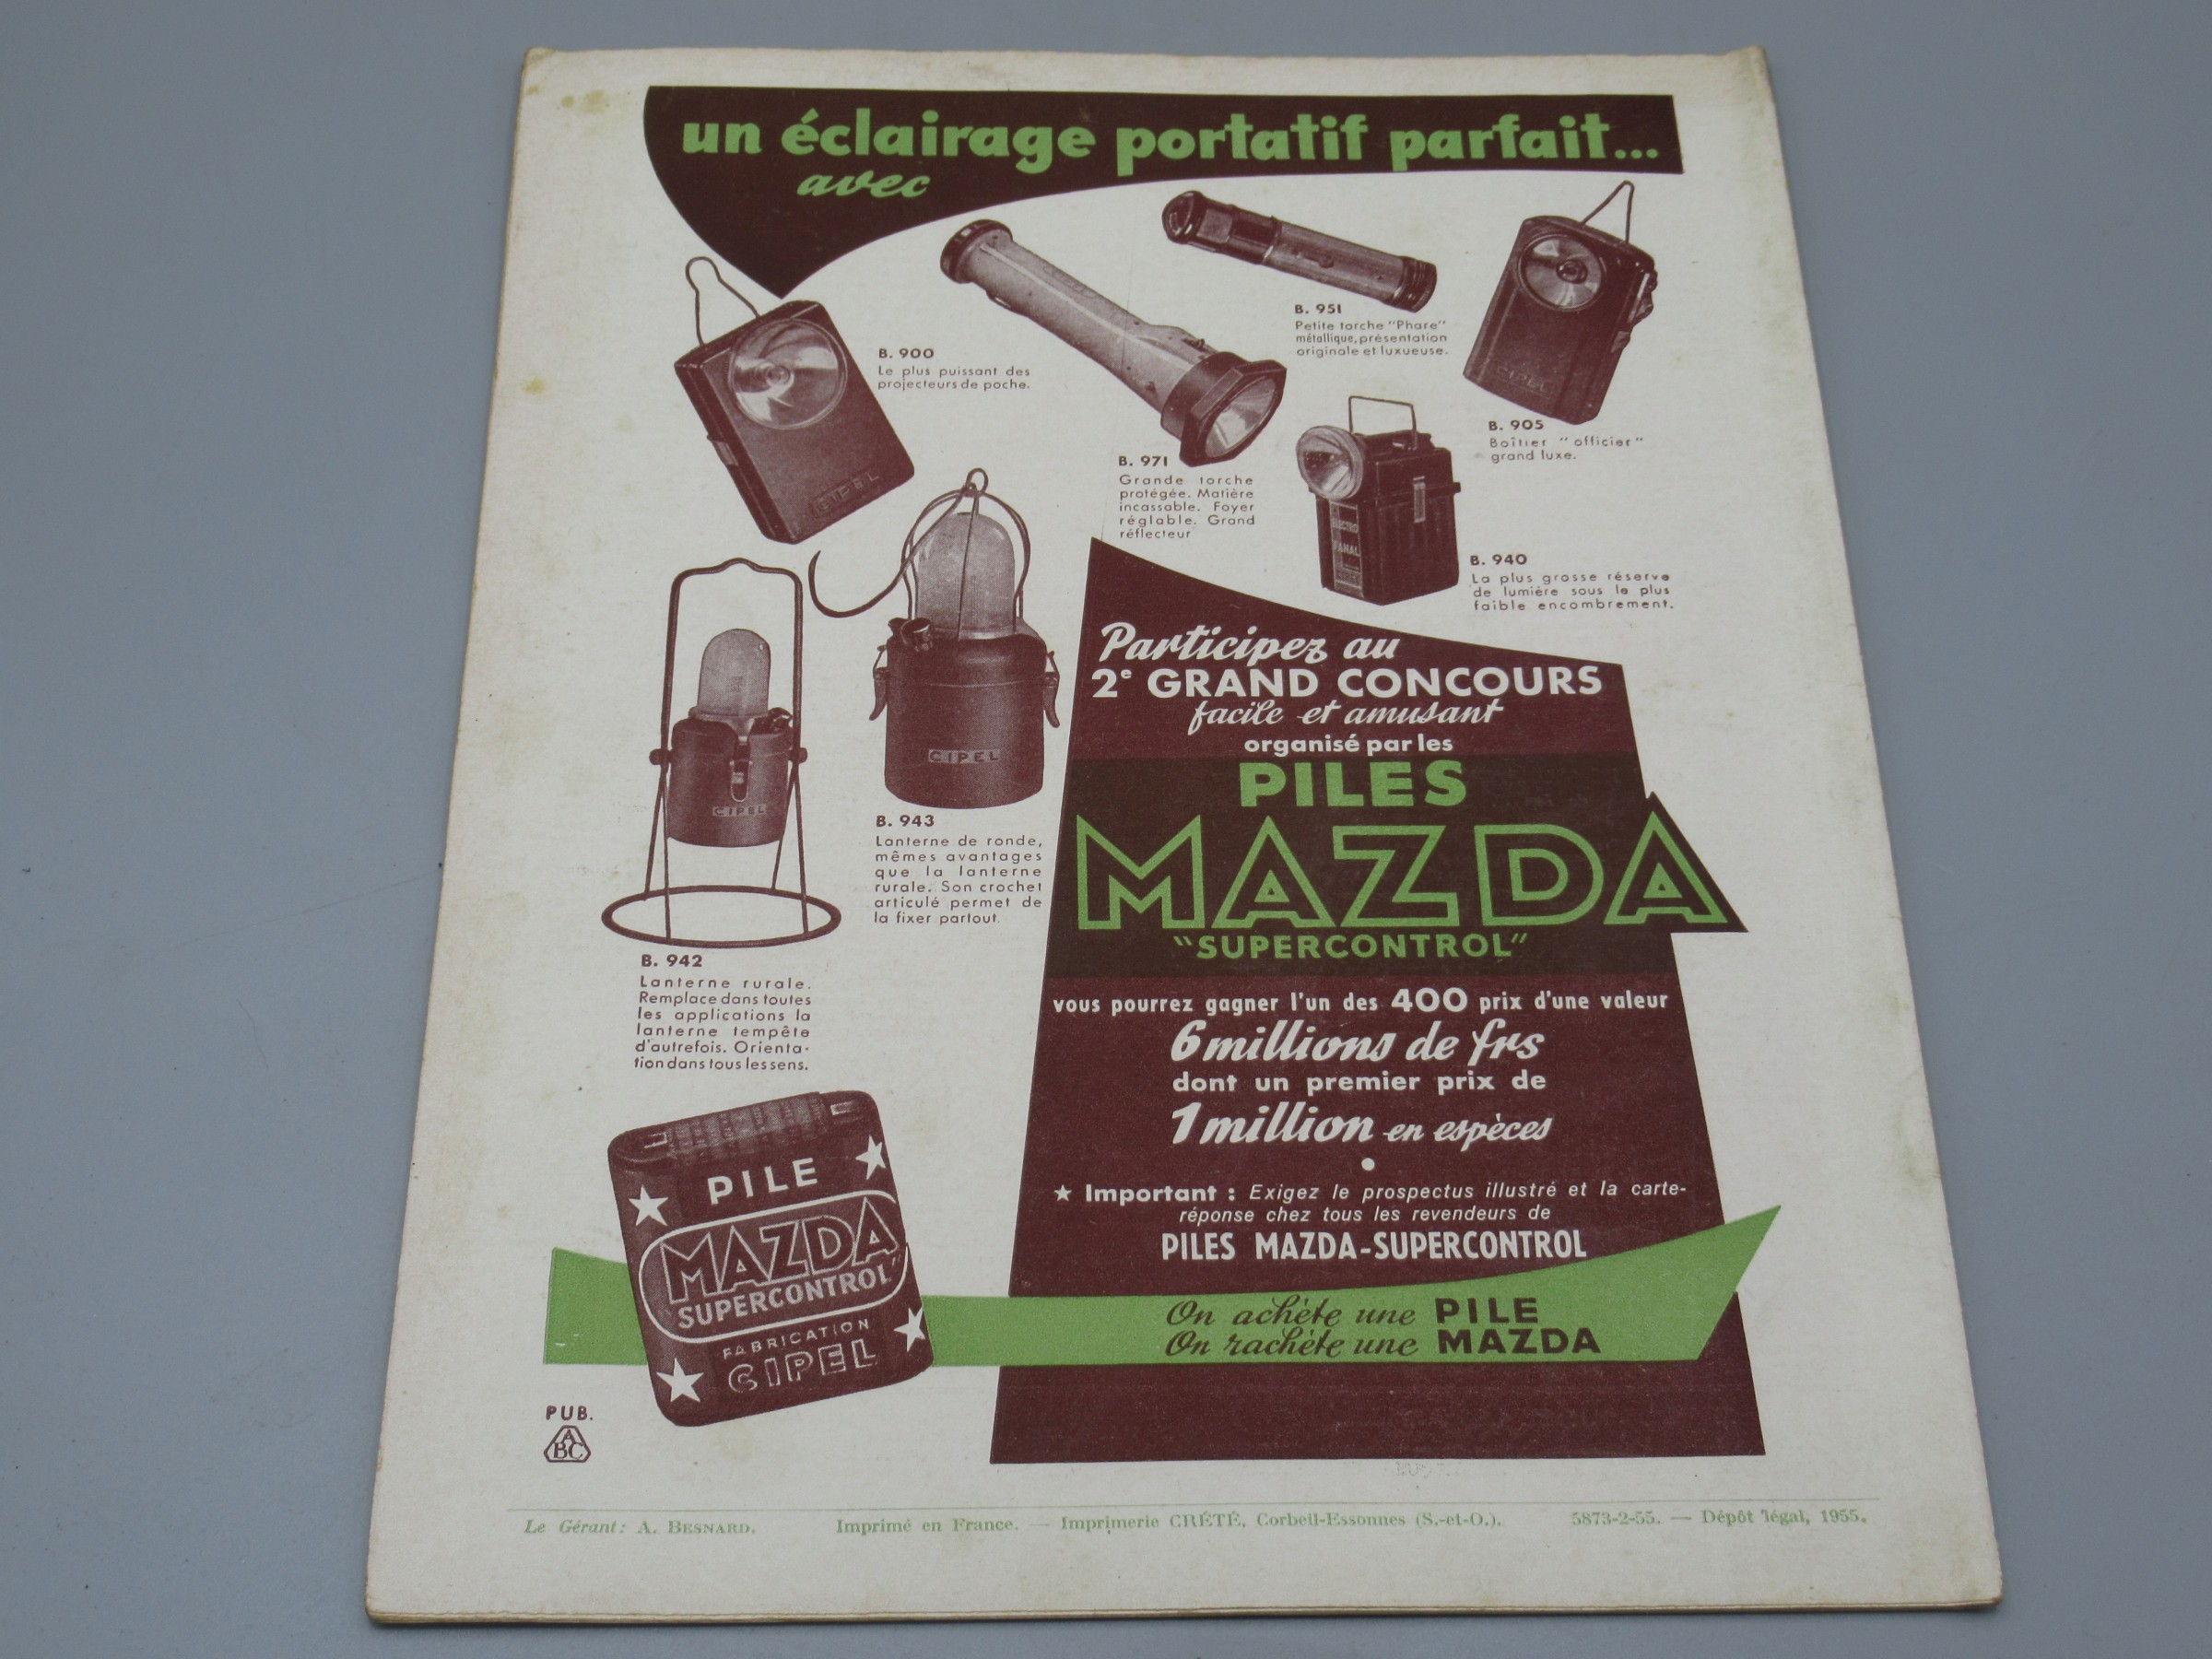 un éclairage portatif parfait...
avec
B. 900
Le plus puissant des
projecteurs de poche.
CIPEL
B. 951
Petite torche "Phare"
métallique, présentation
originale et luxueuse.
CIPEL
B. 905
Boîtier "officier"
grand luxe.
B. 971
Grande torche
protégée. Matière
incassable. Foyer
réglable. Grand
réflecteur
ELECTRO
FANAL
CIPEL
B. 940
La plus grosse réserve
de lumière sous le plus
faible encombrement.
CIPEL
B. 943
Lanterne de ronde,
mêmes avantages
que la lanterne
rurale. Son crochet
articulé permet de
la fixer partout.
CIPEL
B. 942
Lanterne rurale.
Remplace dans toutes
les applications la
lanterne tempête
d'autrefois. Orienta-
tion dans tous les sens.
Participez au
2e GRAND CONCOURS
facile et amusant
organisé par les
PILES
MAZDA
"SUPERCONTROL"
vous pourrez gagner l'un des 400 prix d'une valeur
6 millions de frs
dont un premier prix de
1 million en espèces
★ Important : Exigez le prospectus illustré et la carte-
réponse chez tous les revendeurs de
PILES MAZDA-SUPERCONTROL
On achète une PILE
On rachète une MAZDA
PILE
MAZDA
SUPERCONTROL"
FABRICATION
CIPEL
PUB.
ABC
Le Gérant : A. BESNARD. Imprimé en France. — Imprimerie CRÉTÉ, Corbeil-Essonnes (S.-et-O.). 5873-2-55. — Dépôt légal, 1955.